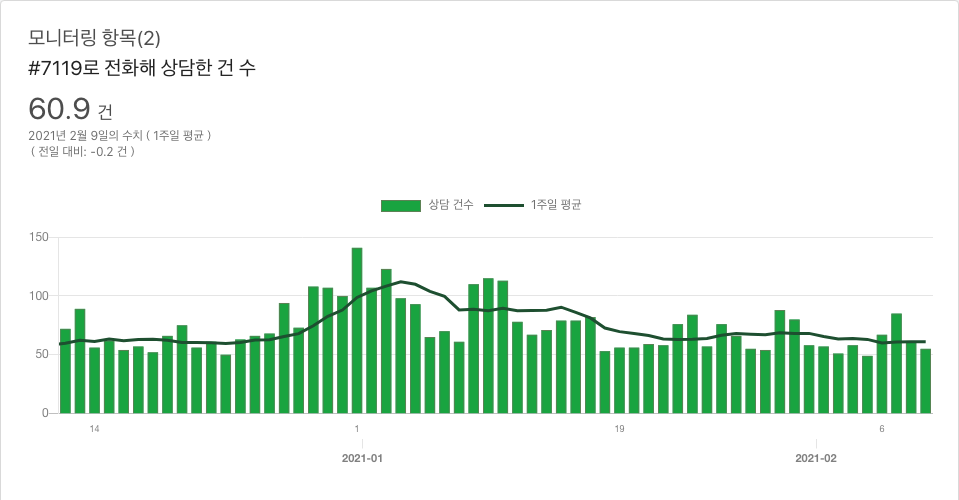 모니터링 항목(2)
#7119로 전화해 상담한 건 수
60.9 건
2021년 2월 9일의 수치 ( 1주일 평균 )
( 전일 대비: -0.2 건 )
상담 건수 1주일 평균
150
100
50
0
14 1 19 6
2021-01 2021-02